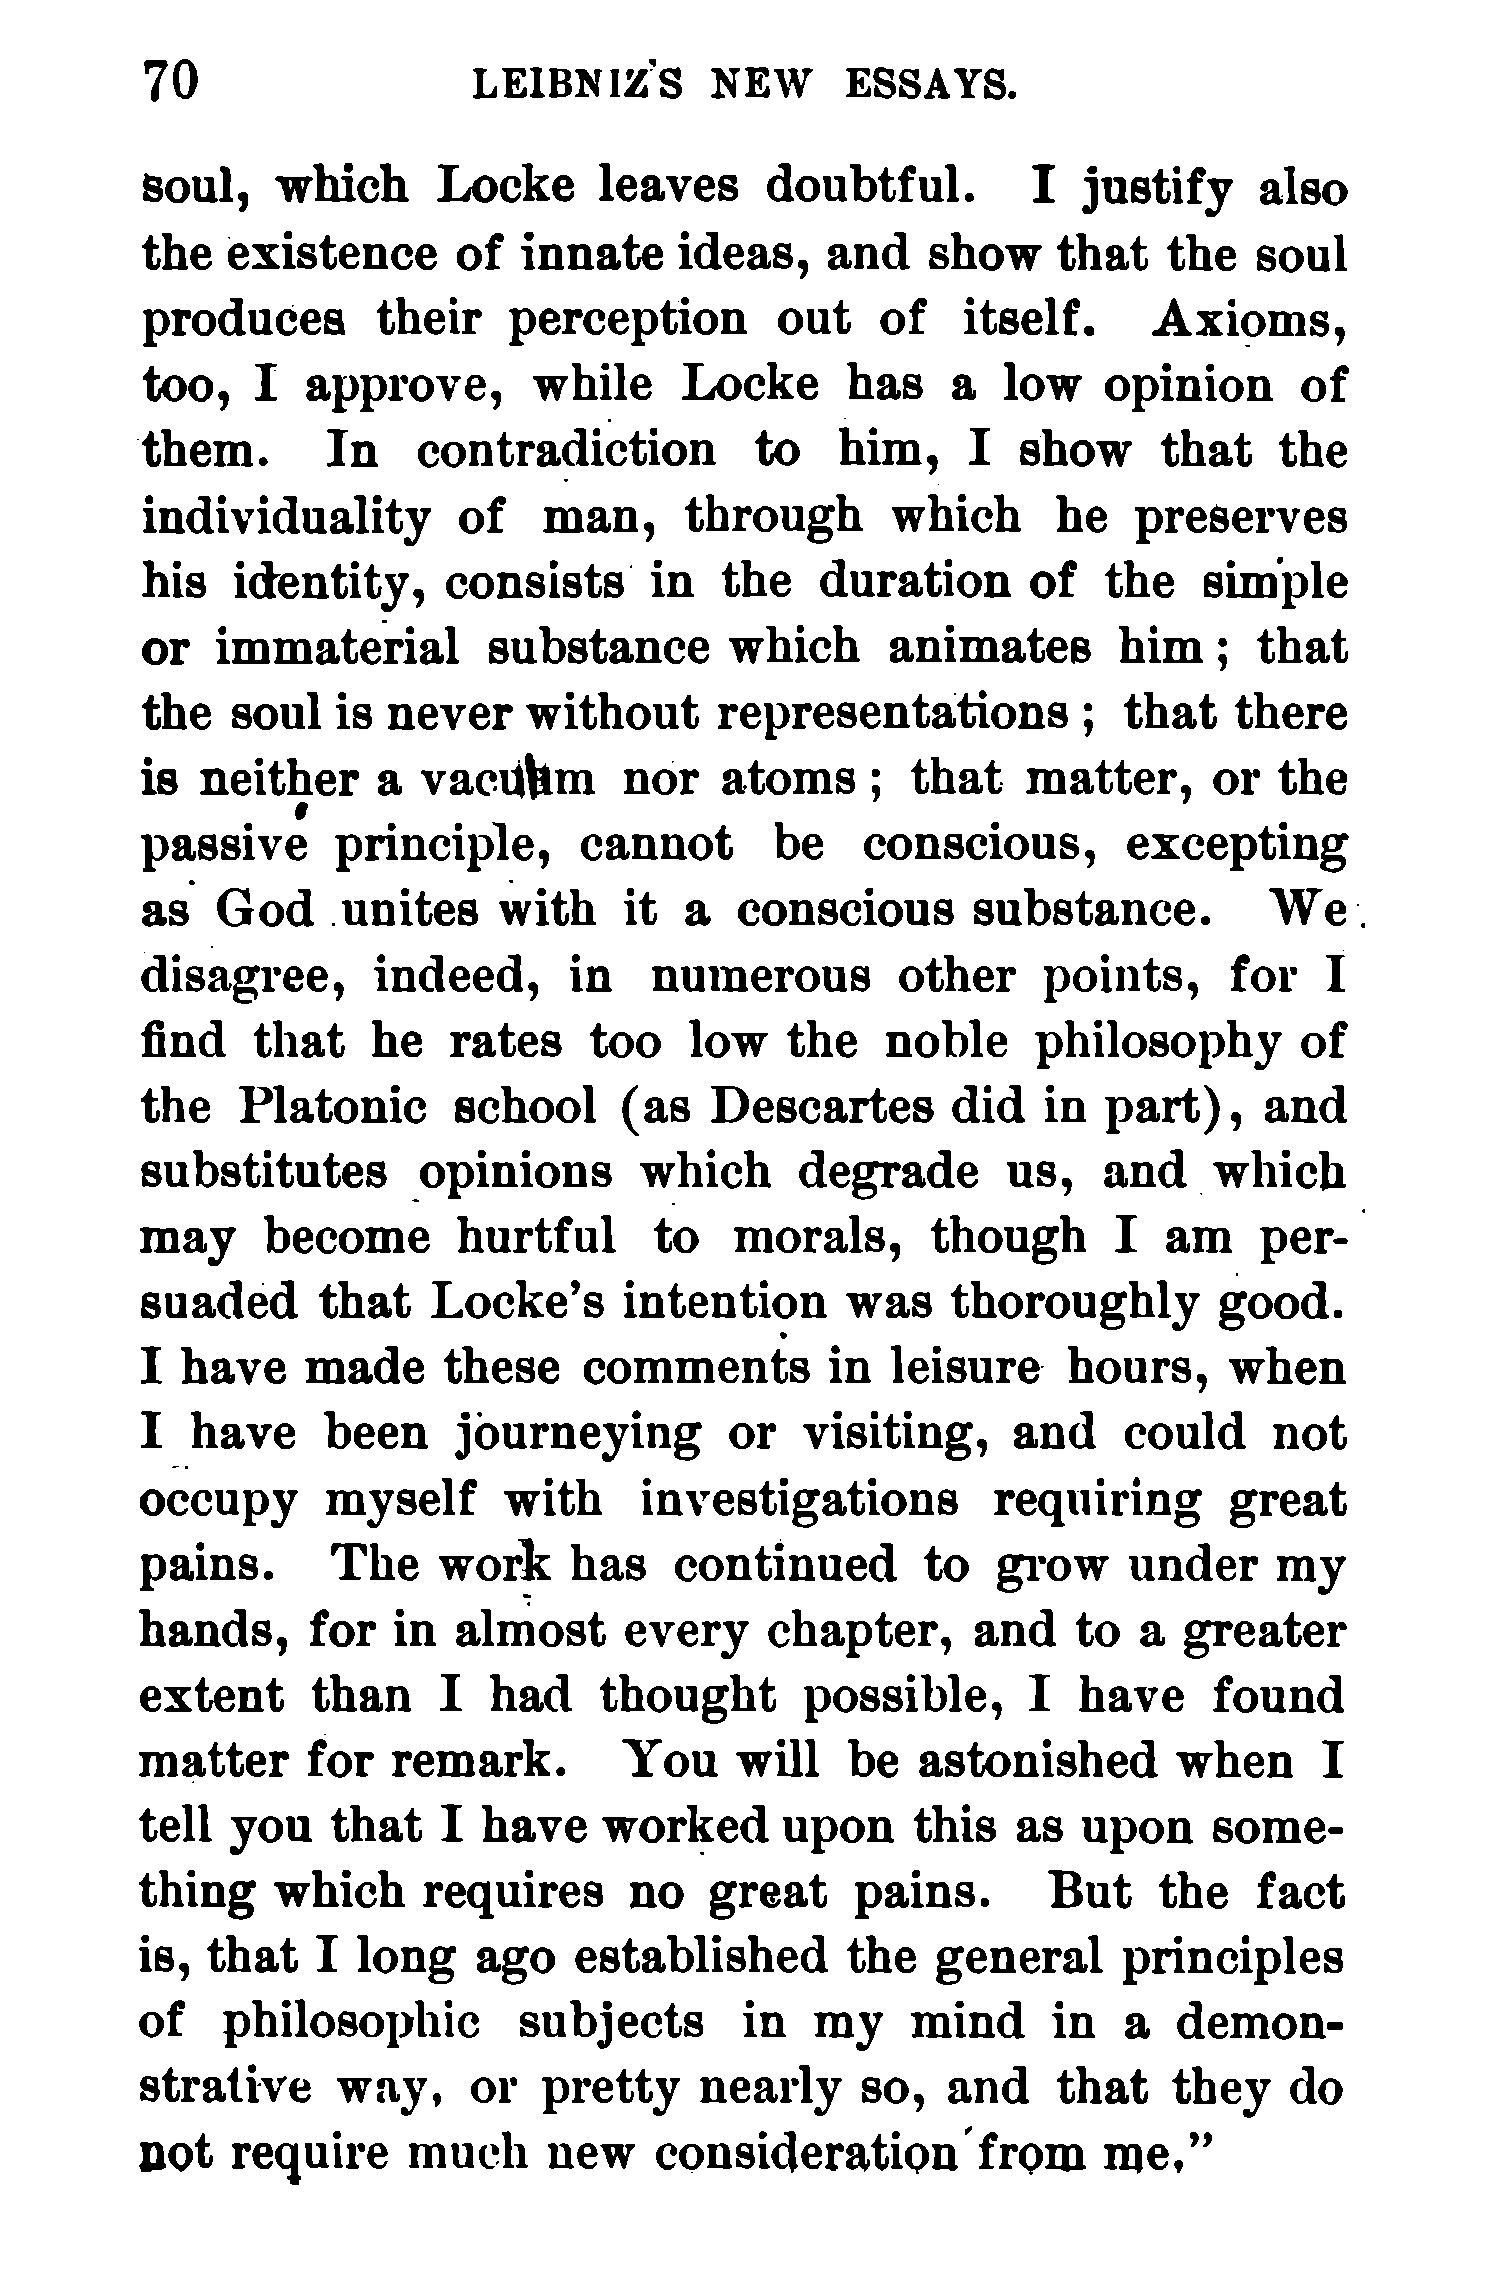 70 LEIBNIZ'S NEW ESSAYS.
soul, which Locke leaves doubtful. I justify also
the existence of innate ideas, and show that the soul
produces their perception out of itself. Axioms,
too, I approve, while Locke has a low opinion of
them. In contradiction to him, I show that the
individuality of man, through which he preserves
his identity, consists in the duration of the simple
or immaterial substance which animates him ; that
the soul is never without representations ; that there
is neither a vacuum nor atoms ; that matter, or the
passive principle, cannot be conscious, excepting
as God unites with it a conscious substance. We
disagree, indeed, in numerous other points, for I
find that he rates too low the noble philosophy of
the Platonic school (as Descartes did in part), and
substitutes opinions which degrade us, and which
may become hurtful to morals, though I am per-
suaded that Locke's intention was thoroughly good.
I have made these comments in leisure hours, when
I have been journeying or visiting, and could not
occupy myself with investigations requiring great
pains. The work has continued to grow under my
hands, for in almost every chapter, and to a greater
extent than I had thought possible, I have found
matter for remark. You will be astonished when I
tell you that I have worked upon this as upon some-
thing which requires no great pains. But the fact
is, that I long ago established the general principles
of philosophic subjects in my mind in a demon-
strative way, or pretty nearly so, and that they do
not require much new consideration from me."